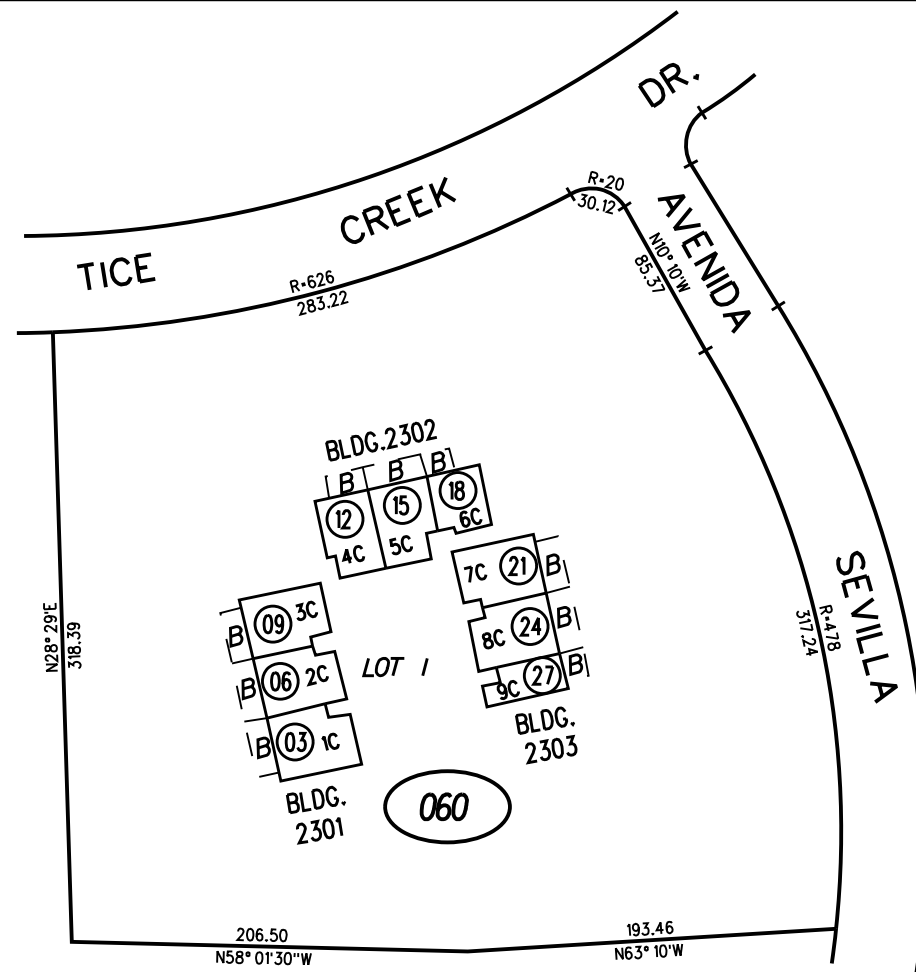 DR.
TICE CREEK
R=20
30.12
AVENIDA
N10° 10'W
85.37
R=626
283.22
BLDG.2302
B B B
12 15 18
4C 5C 6C
7C 21 B
8C 24 B
9C 27 B
BLDG.
2303
B 09 3C
B 06 2C
B 03 1C
BLDG.
2301
LOT 1
060
N28° 29'E
318.39
SEVILLA
R=478
317.24
206.50
N58° 01'30"W
193.46
N63° 10'W